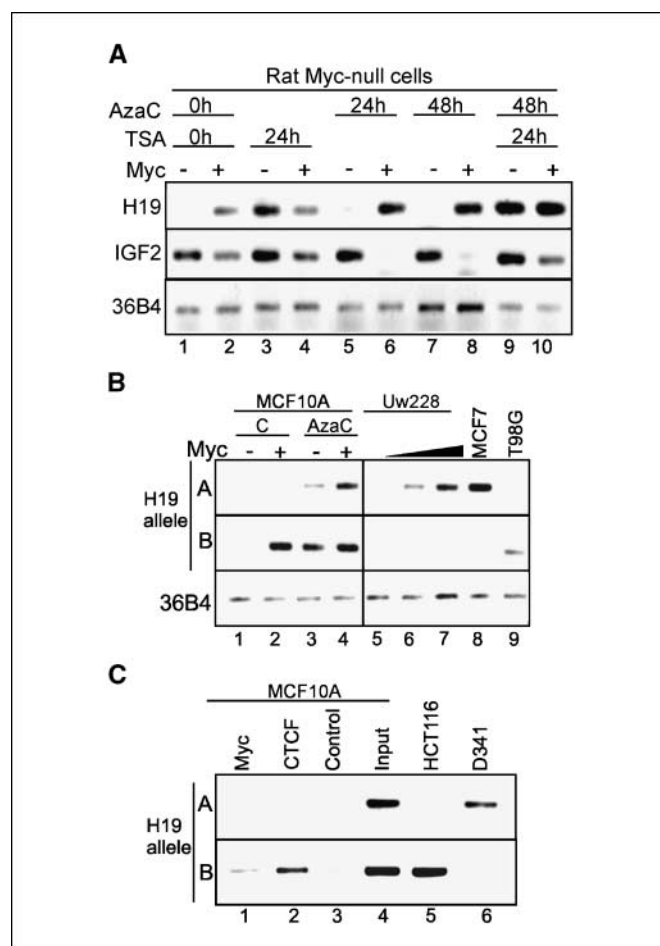 A
Rat Myc-null cells
AzaC 0h 24h 48h 48h
TSA 0h 24h 24h
Myc - + - + - + - + - +
H19
IGF2
36B4
1 2 3 4 5 6 7 8 9 10
B
MCF10A Uw228 MCF7 T98G
C AzaC
Myc - + - +
H19 allele A
B
36B4
1 2 3 4 5 6 7 8 9
C
MCF10A
Myc CTCF Control Input HCT116 D341
H19 allele A
B
1 2 3 4 5 6